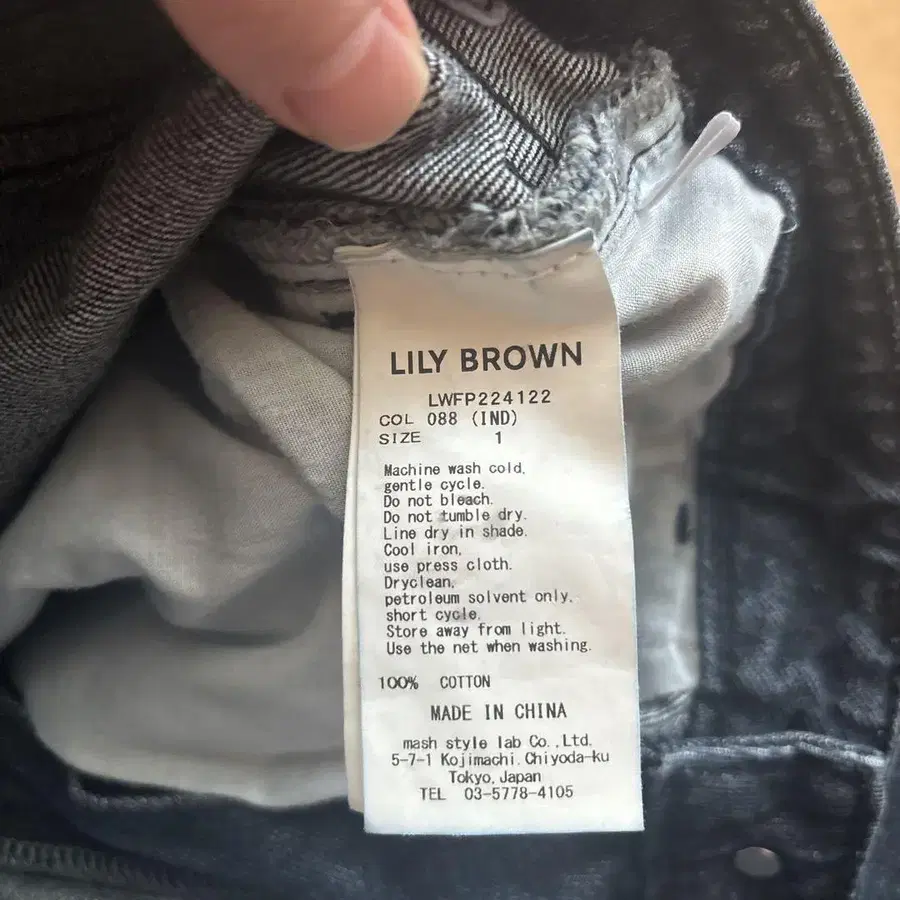 LILY BROWN
LWFP224122
COL 088 (IND)
SIZE 1
Machine wash cold,
gentle cycle.
Do not bleach.
Do not tumble dry.
Line dry in shade.
Cool iron,
use press cloth.
Dryclean,
petroleum solvent only.
short cycle.
Store away from light.
Use the net when washing.
100% COTTON
MADE IN CHINA
mash style lab Co.,Ltd.
5-7-1 Kojimachi, Chiyoda-ku
Tokyo, Japan
TEL 03-5778-4105